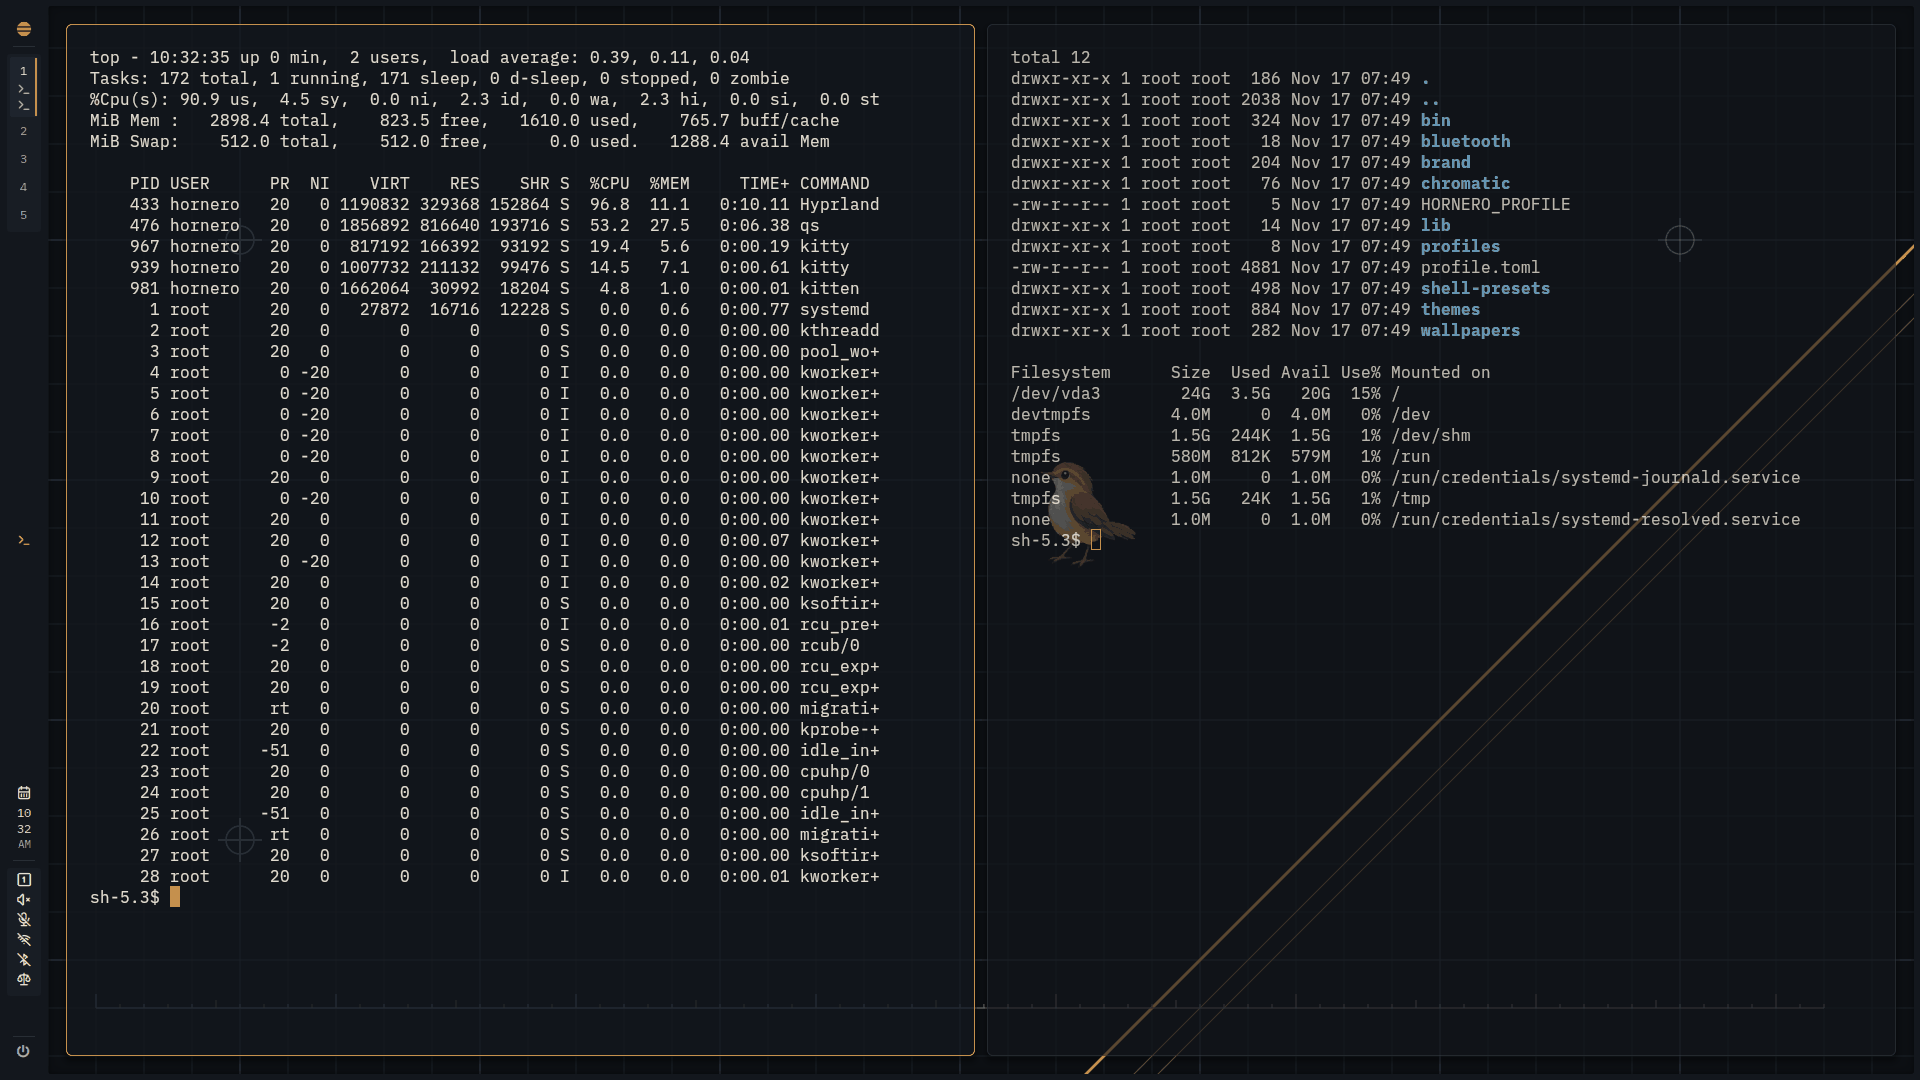 1
2
3
4
5
10
32
AM
1
top - 10:32:35 up 0 min,  2 users,  load average: 0.39, 0.11, 0.04
Tasks: 172 total, 1 running, 171 sleep, 0 d-sleep, 0 stopped, 0 zombie
%Cpu(s): 90.9 us,  4.5 sy,  0.0 ni,  2.3 id,  0.0 wa,  2.3 hi,  0.0 si,  0.0 st
MiB Mem :   2898.4 total,    823.5 free,   1610.0 used,    765.7 buff/cache
MiB Swap:    512.0 total,    512.0 free,      0.0 used.   1288.4 avail Mem
PID USER      PR  NI    VIRT    RES    SHR S  %CPU  %MEM     TIME+ COMMAND
433 hornero   20   0 1190832 329368 152864 S  96.8  11.1   0:10.11 Hyprland
476 hornero   20   0 1856892 816640 193716 S  53.2  27.5   0:06.38 qs
967 hornero   20   0  817192 166392  93192 S  19.4   5.6   0:00.19 kitty
939 hornero   20   0 1007732 211132  99476 S  14.5   7.1   0:00.61 kitty
981 hornero   20   0 1662064  30992  18204 S   4.8   1.0   0:00.01 kitten
1 root      20   0   27872  16716  12228 S   0.0   0.6   0:00.77 systemd
2 root      20   0       0      0      0 S   0.0   0.0   0:00.00 kthreadd
3 root      20   0       0      0      0 S   0.0   0.0   0:00.00 pool_wo+
4 root       0 -20       0      0      0 I   0.0   0.0   0:00.00 kworker+
5 root       0 -20       0      0      0 I   0.0   0.0   0:00.00 kworker+
6 root       0 -20       0      0      0 I   0.0   0.0   0:00.00 kworker+
7 root       0 -20       0      0      0 I   0.0   0.0   0:00.00 kworker+
8 root       0 -20       0      0      0 I   0.0   0.0   0:00.00 kworker+
9 root      20   0       0      0      0 I   0.0   0.0   0:00.00 kworker+
10 root       0 -20       0      0      0 I   0.0   0.0   0:00.00 kworker+
11 root      20   0       0      0      0 I   0.0   0.0   0:00.00 kworker+
12 root      20   0       0      0      0 I   0.0   0.0   0:00.07 kworker+
13 root       0 -20       0      0      0 I   0.0   0.0   0:00.00 kworker+
14 root      20   0       0      0      0 I   0.0   0.0   0:00.02 kworker+
15 root      20   0       0      0      0 S   0.0   0.0   0:00.00 ksoftir+
16 root      -2   0       0      0      0 I   0.0   0.0   0:00.01 rcu_pre+
17 root      -2   0       0      0      0 S   0.0   0.0   0:00.00 rcub/0
18 root      20   0       0      0      0 S   0.0   0.0   0:00.00 rcu_exp+
19 root      20   0       0      0      0 S   0.0   0.0   0:00.00 rcu_exp+
20 root      rt   0       0      0      0 S   0.0   0.0   0:00.00 migrati+
21 root      20   0       0      0      0 S   0.0   0.0   0:00.00 kprobe-+
22 root     -51   0       0      0      0 S   0.0   0.0   0:00.00 idle_in+
23 root      20   0       0      0      0 S   0.0   0.0   0:00.00 cpuhp/0
24 root      20   0       0      0      0 S   0.0   0.0   0:00.00 cpuhp/1
25 root     -51   0       0      0      0 S   0.0   0.0   0:00.00 idle_in+
26 root      rt   0       0      0      0 S   0.0   0.0   0:00.00 migrati+
27 root      20   0       0      0      0 S   0.0   0.0   0:00.00 ksoftir+
28 root      20   0       0      0      0 I   0.0   0.0   0:00.01 kworker+
sh-5.3$
total 12
drwxr-xr-x 1 root root  186 Nov 17 07:49 .
drwxr-xr-x 1 root root 2038 Nov 17 07:49 ..
drwxr-xr-x 1 root root  324 Nov 17 07:49 bin
drwxr-xr-x 1 root root   18 Nov 17 07:49 bluetooth
drwxr-xr-x 1 root root  204 Nov 17 07:49 brand
drwxr-xr-x 1 root root   76 Nov 17 07:49 chromatic
-rw-r--r-- 1 root root    5 Nov 17 07:49 HORNERO_PROFILE
drwxr-xr-x 1 root root   14 Nov 17 07:49 lib
drwxr-xr-x 1 root root    8 Nov 17 07:49 profiles
-rw-r--r-- 1 root root 4881 Nov 17 07:49 profile.toml
drwxr-xr-x 1 root root  498 Nov 17 07:49 shell-presets
drwxr-xr-x 1 root root  884 Nov 17 07:49 themes
drwxr-xr-x 1 root root  282 Nov 17 07:49 wallpapers
Filesystem      Size  Used Avail Use% Mounted on
/dev/vda3        24G  3.5G   20G  15% /
devtmpfs        4.0M     0  4.0M   0% /dev
tmpfs           1.5G  244K  1.5G   1% /dev/shm
tmpfs           580M  812K  579M   1% /run
none            1.0M     0  1.0M   0% /run/credentials/systemd-journald.service
tmpfs           1.5G   24K  1.5G   1% /tmp
none            1.0M     0  1.0M   0% /run/credentials/systemd-resolved.service
sh-5.3$